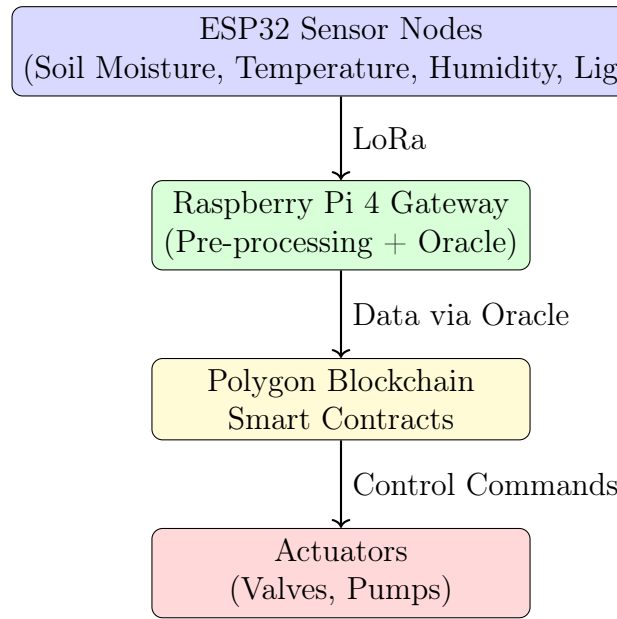 ESP32 Sensor Nodes
(Soil Moisture, Temperature, Humidity, Lig
LoRa
Raspberry Pi 4 Gateway
(Pre-processing + Oracle)
Data via Oracle
Polygon Blockchain
Smart Contracts
Control Commands
Actuators
(Valves, Pumps)